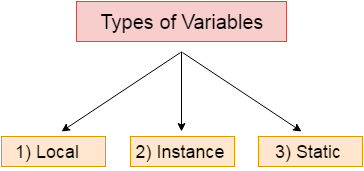 Types of Variables
1) Local
2) Instance
3) Static